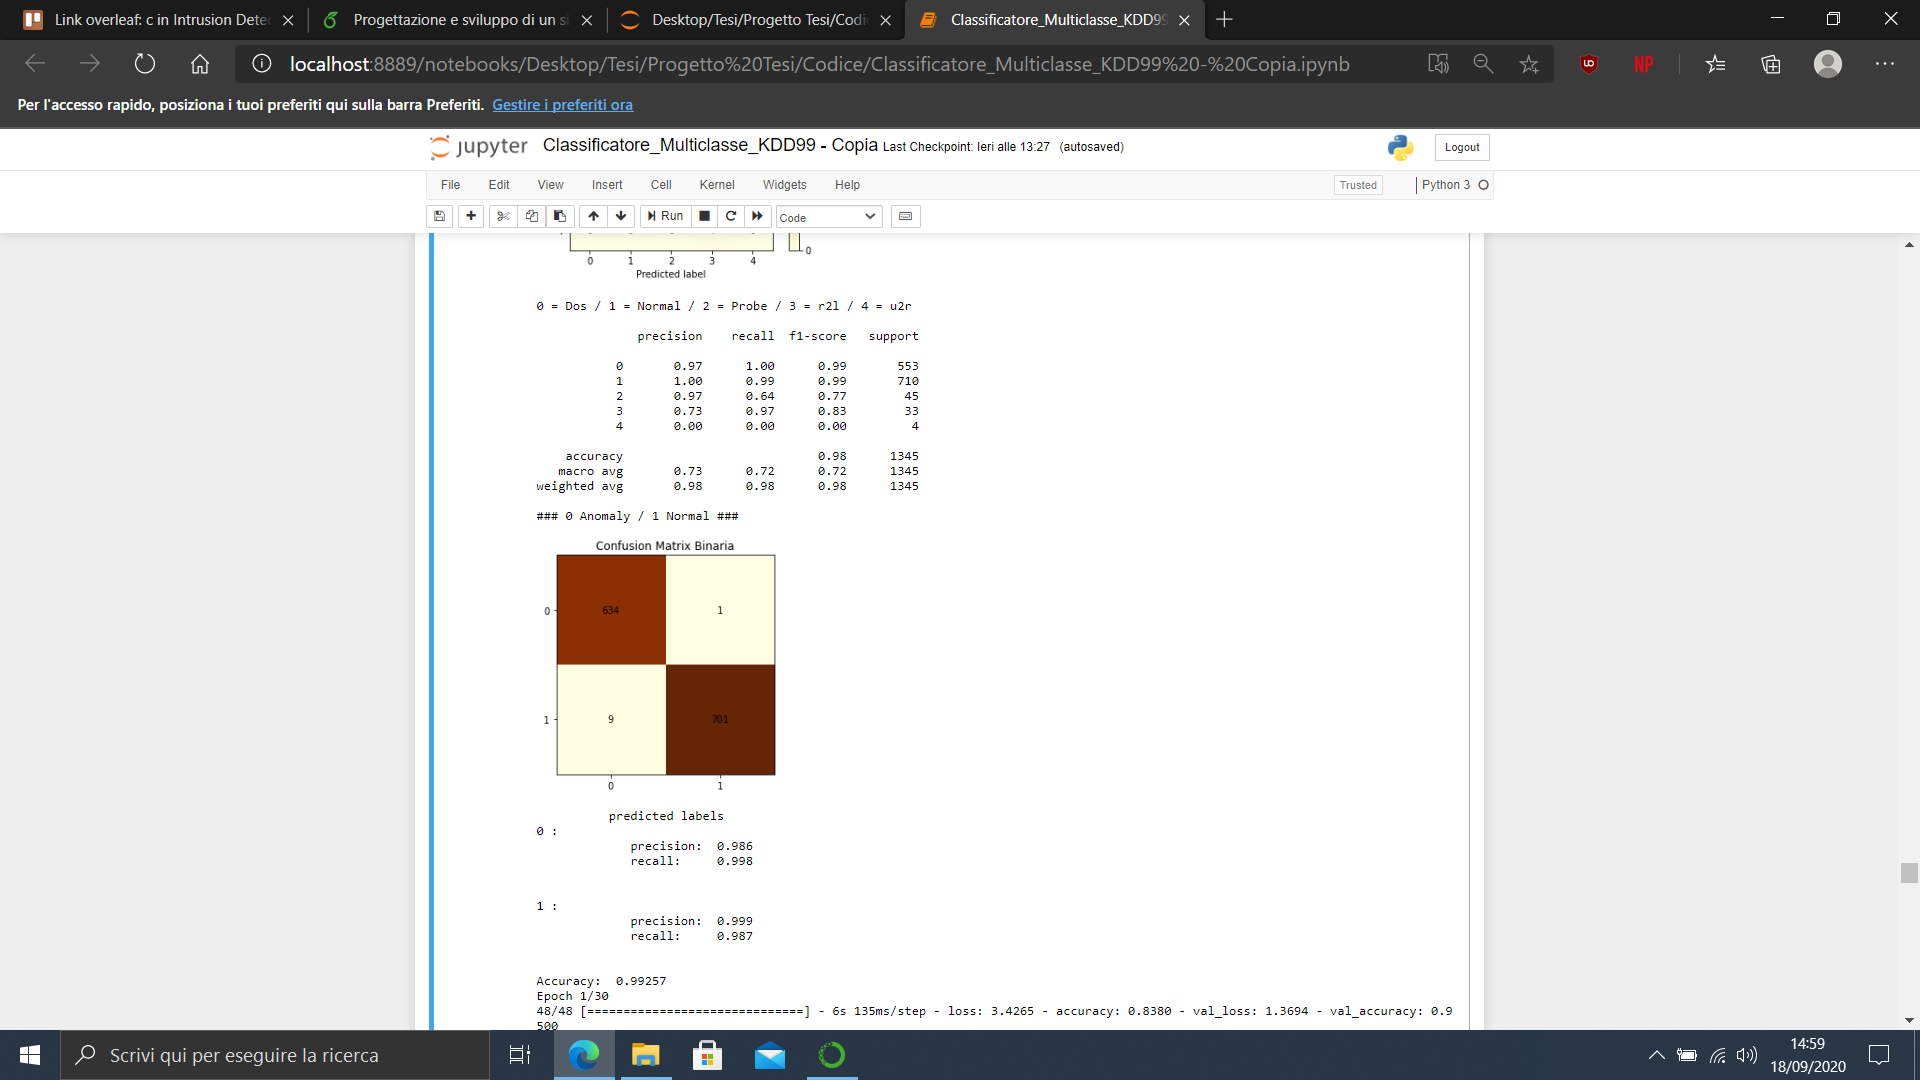 Link overleaf: c in Intrusion Detec
Progettazione e sviluppo di un si
Desktop/Tesi/Progetto Tesi/Codic
Classificatore_Multiclasse_KDD99
localhost:8889/notebooks/Desktop/Tesi/Progetto%20Tesi/Codice/Classificatore_Multiclasse_KDD99%20-%20Copia.ipynb
NP
Per l'accesso rapido, posiziona i tuoi preferiti qui sulla barra Preferiti. Gestire i preferiti ora
jupyter Classificatore_Multiclasse_KDD99 - Copia Last Checkpoint: Ieri alle 13:27 (autosaved)
Logout
File Edit View Insert Cell Kernel Widgets Help
Trusted Python 3
Run Code
0
0 1 2 3 4
Predicted label
0 = Dos / 1 = Normal / 2 = Probe / 3 = r2l / 4 = u2r
precision recall f1-score support
0 0.97 1.00 0.99 553
1 1.00 0.99 0.99 710
2 0.97 0.64 0.77 45
3 0.73 0.97 0.83 33
4 0.00 0.00 0.00 4
accuracy 0.98 1345
macro avg 0.73 0.72 0.72 1345
weighted avg 0.98 0.98 0.98 1345
### 0 Anomaly / 1 Normal ###
Confusion Matrix Binaria
0 634 1
1 9 701
0 1
predicted labels
0 :
precision: 0.986
recall: 0.998
1 :
precision: 0.999
recall: 0.987
Accuracy: 0.99257
Epoch 1/30
48/48 [==============================] - 6s 135ms/step - loss: 3.4265 - accuracy: 0.8380 - val_loss: 1.3694 - val_accuracy: 0.9
500
Scrivi qui per eseguire la ricerca
14:59
18/09/2020